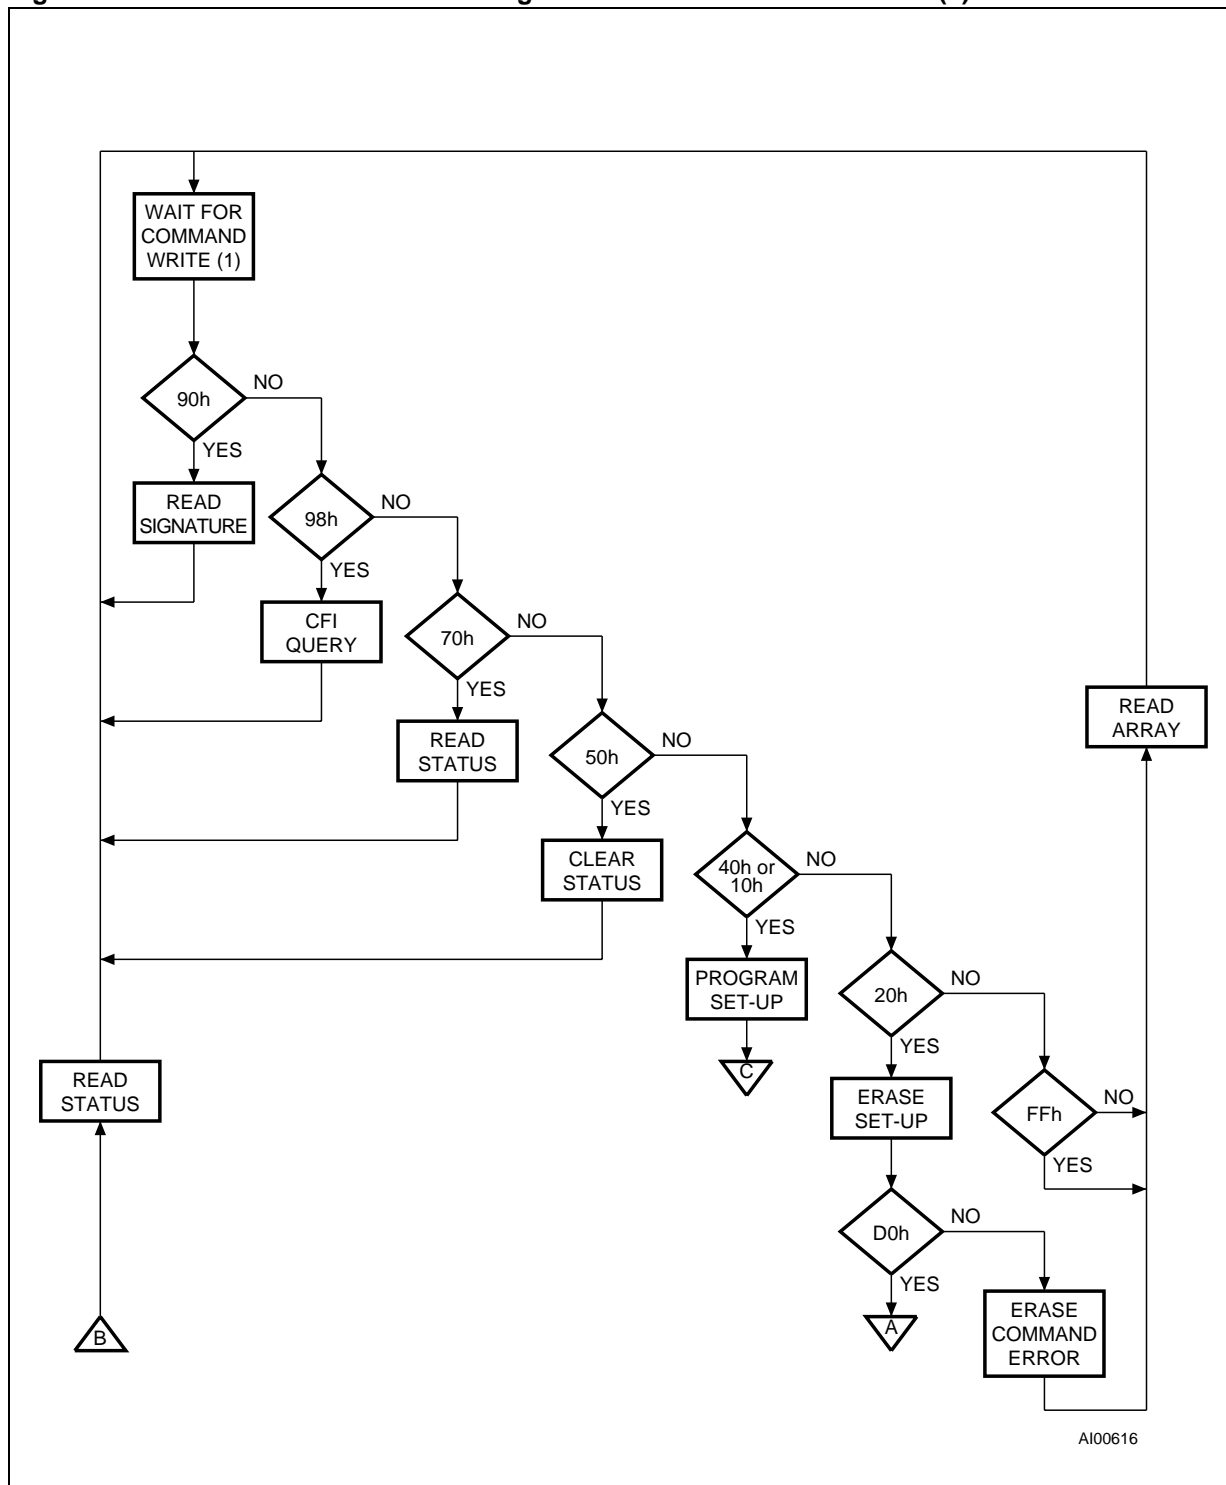 WAIT FOR
COMMAND
WRITE (1)
90h
NO
YES
READ
SIGNATURE
98h
NO
YES
CFI
QUERY
70h
NO
YES
READ
STATUS
50h
NO
YES
CLEAR
STATUS
40h or
10h
NO
YES
PROGRAM
SET-UP
C
20h
NO
YES
ERASE
SET-UP
FFh
NO
YES
READ
ARRAY
D0h
NO
YES
A
ERASE
COMMAND
ERROR
READ
STATUS
B
AI00616